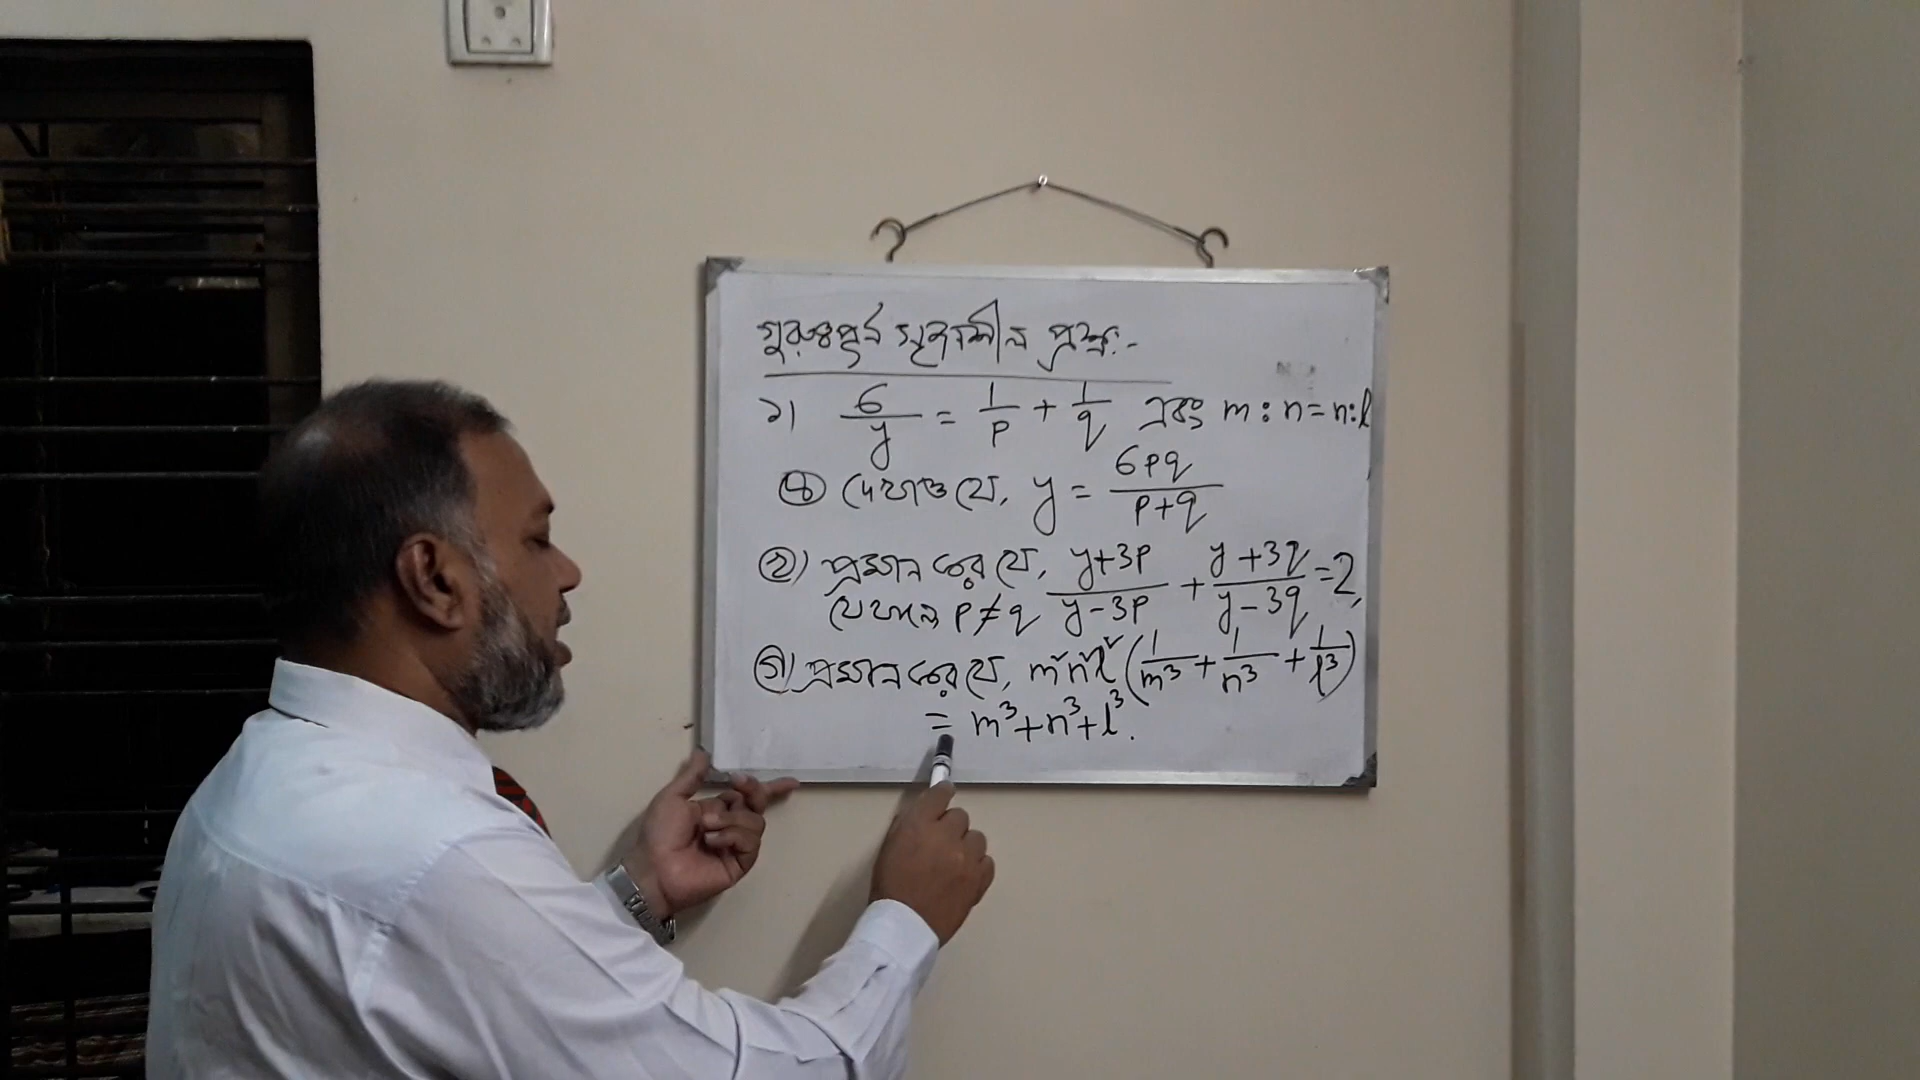 গুরুত্বপূর্ণ সৃজনশীল প্রশ্ন:-
১। 6/y = 1/p + 1/q এবং m : n = n : l
ক) দেখাও যে, y = 6pq/(p+q)
খ) প্রমাণ কর যে, (y+3p)/(y-3p) + (y+3q)/(y-3q) = 2,
যেখানে p ≠ q
গ) প্রমাণ কর যে, m²n²l² (1/m³ + 1/n³ + 1/l³)
= m³+n³+l³.